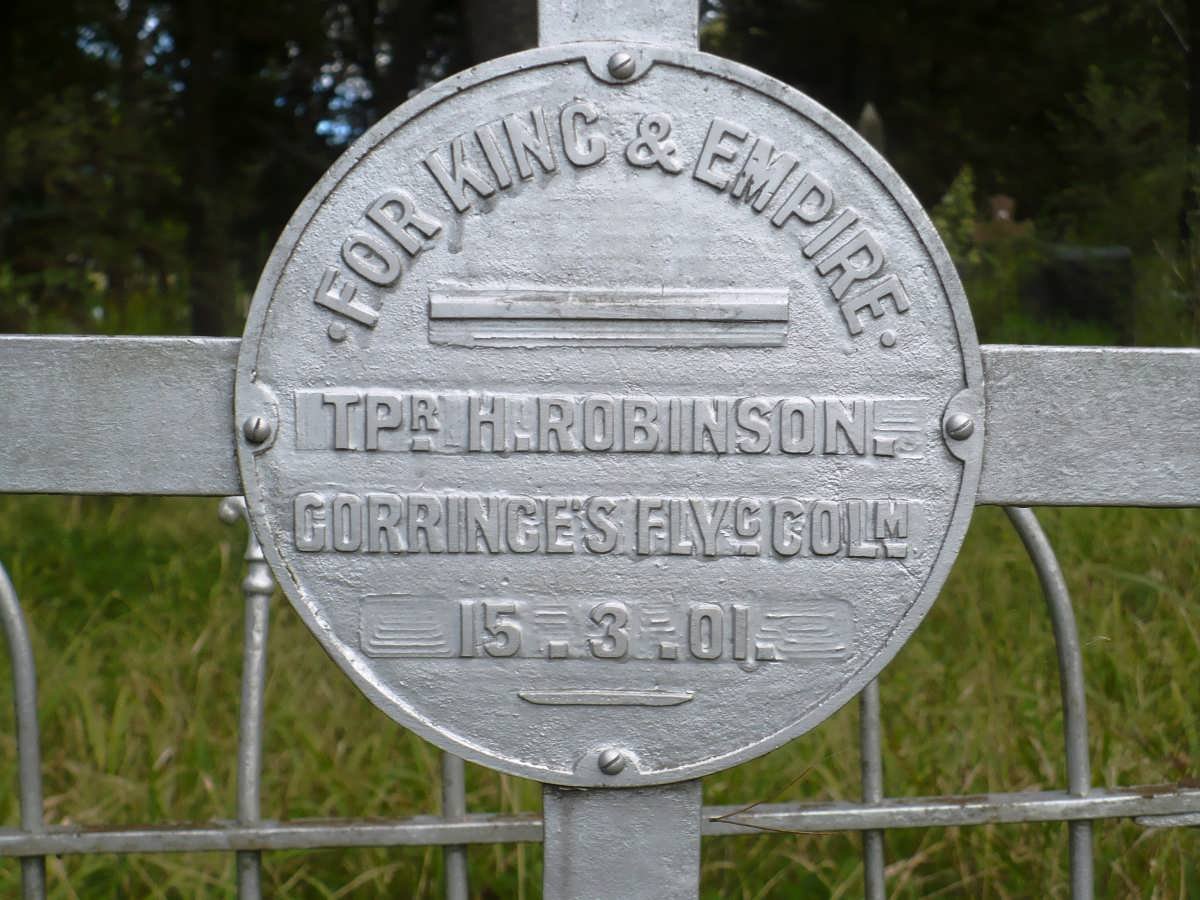 · FOR KING & EMPIRE ·
TPR. H. ROBINSON.
GORRINGE'S FLYG COLM.
15.3.01.